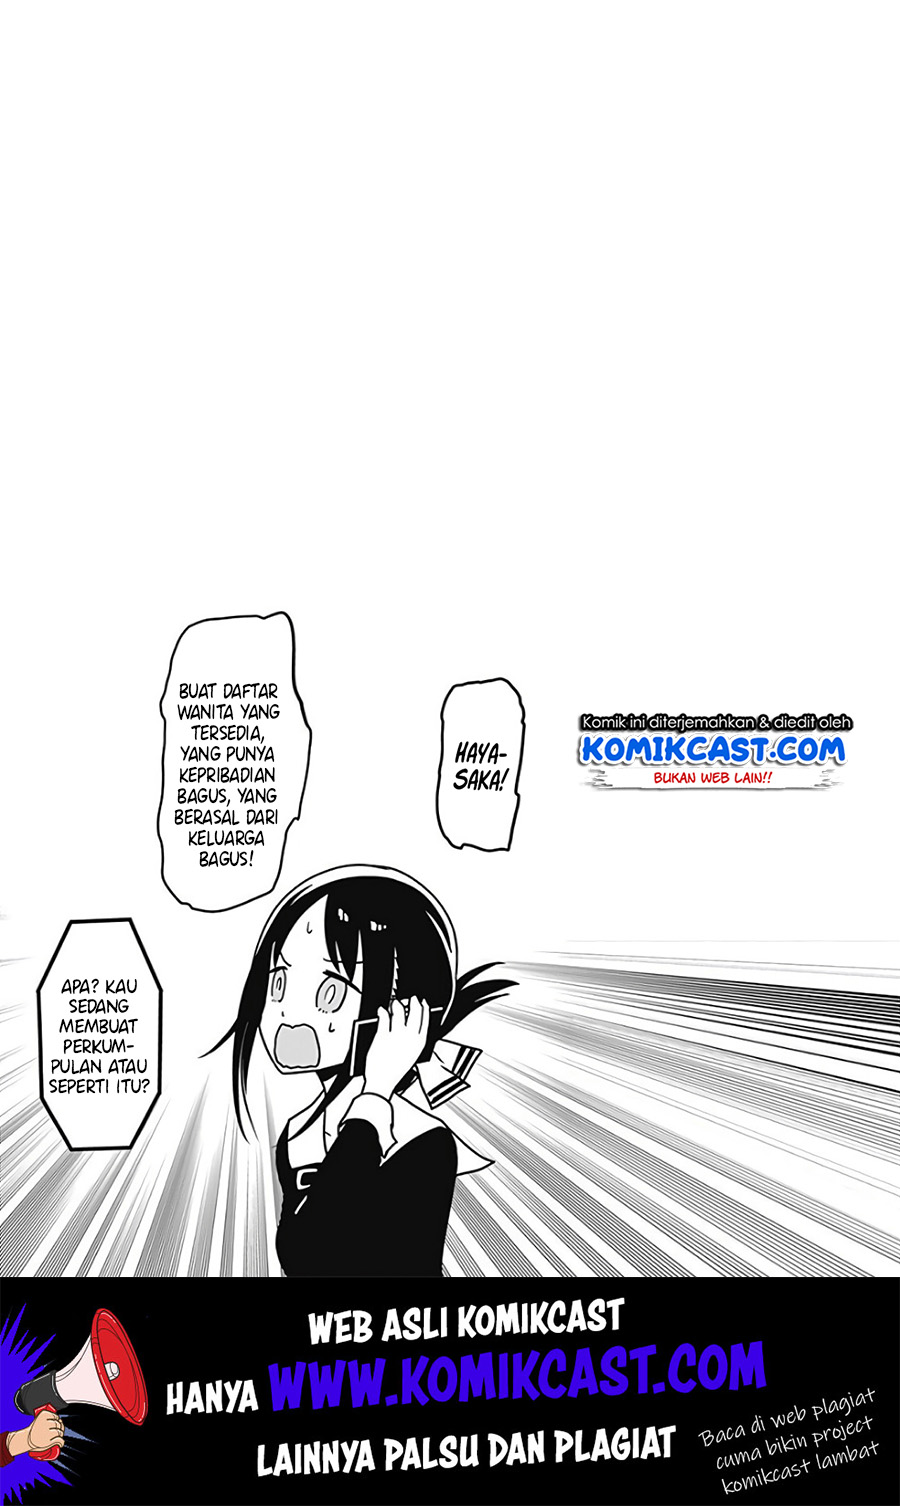 HAYA-
SAKA!
BUAT DAFTAR
WANITA YANG
TERSEDIA,
YANG PUNYA
KEPRIBADIAN
BAGUS, YANG
BERASAL DARI
KELUARGA
BAGUS!
APA? KAU
SEDANG
MEMBUAT
PERKUM-
PULAN ATAU
SEPERTI ITU?
Komik ini diterjemahkan & diedit oleh
KOMIKCAST.COM
BUKAN WEB LAIN!!
WEB ASLI KOMIKCAST
HANYA WWW.KOMIKCAST.COM
LAINNYA PALSU DAN PLAGIAT
Baca di web plagiat
cuma bikin project
komikcast lambat